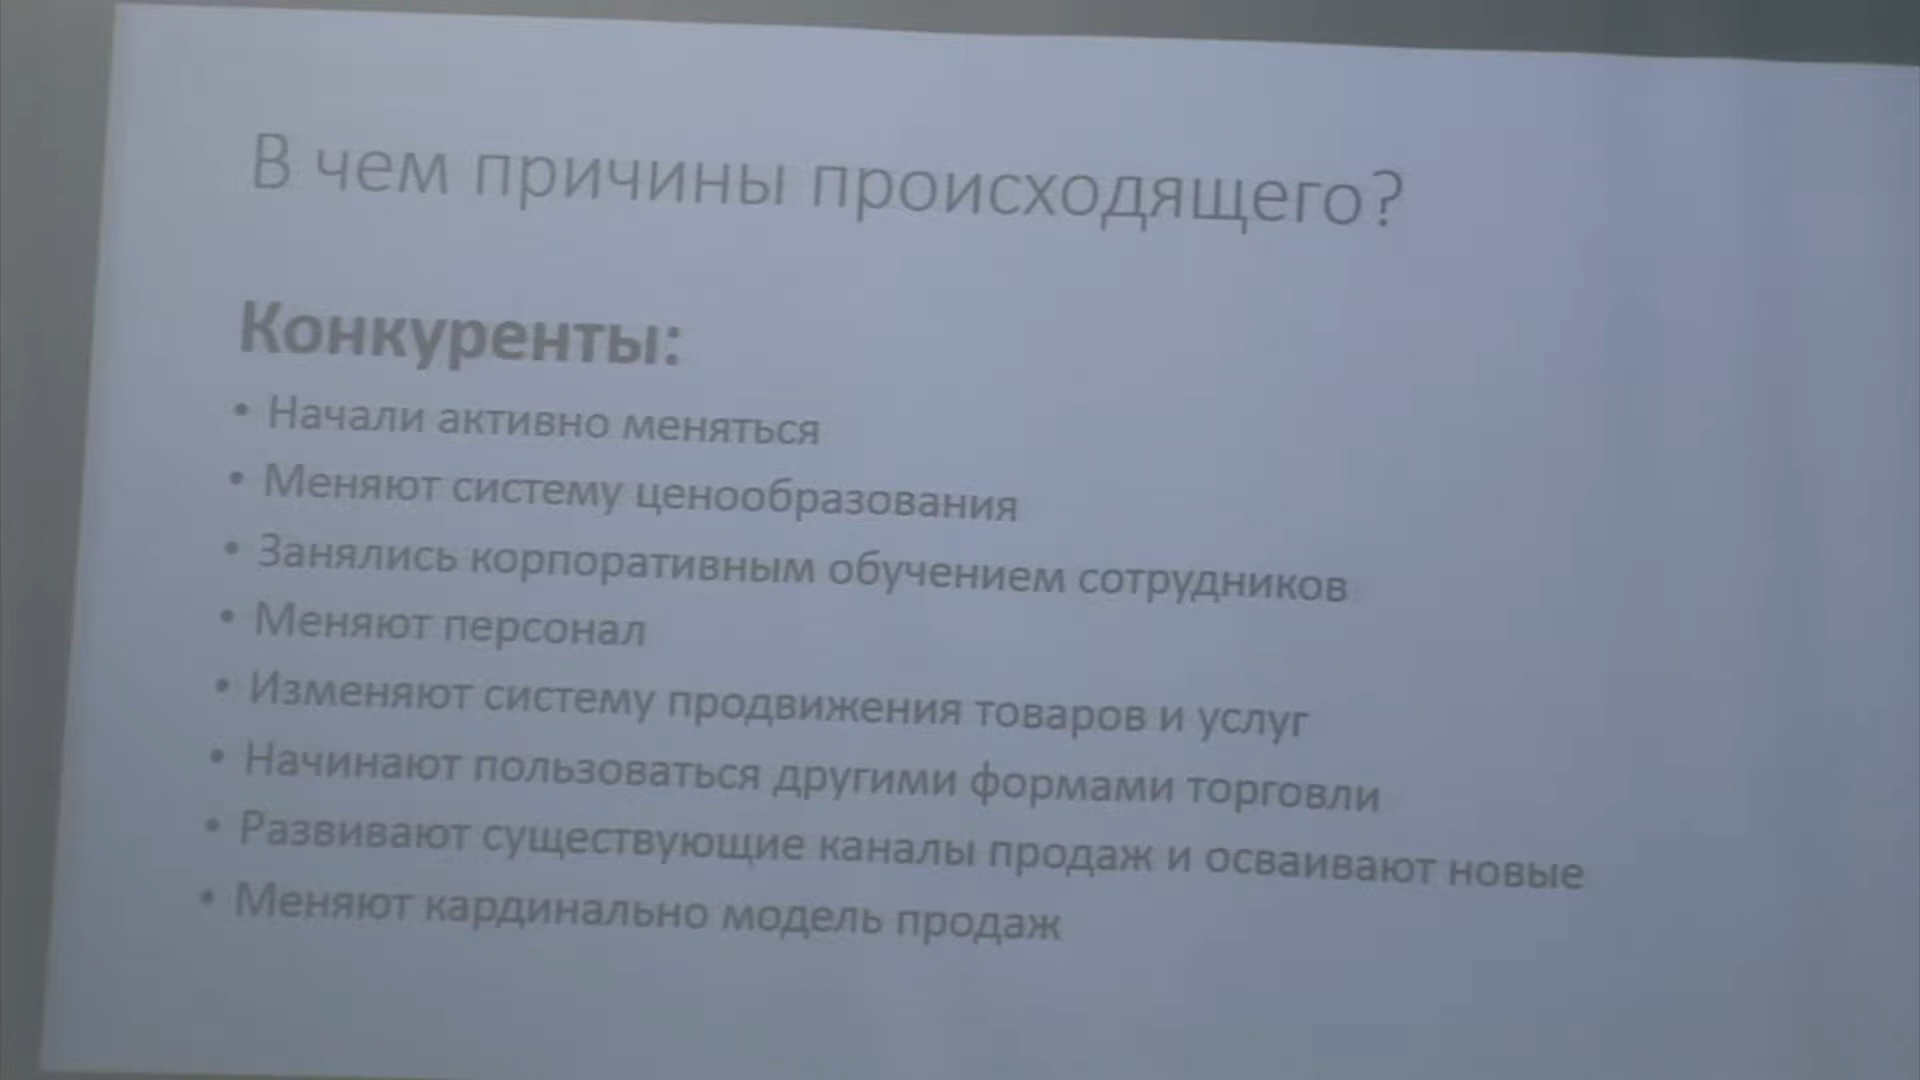 В чем причины происходящего?
Конкуренты:
• Начали активно меняться
• Меняют систему ценообразования
• Занялись корпоративным обучением сотрудников
• Меняют персонал
• Изменяют систему продвижения товаров и услуг
• Начинают пользоваться другими формами торговли
• Развивают существующие каналы продаж и осваивают новые
• Меняют кардинально модель продаж